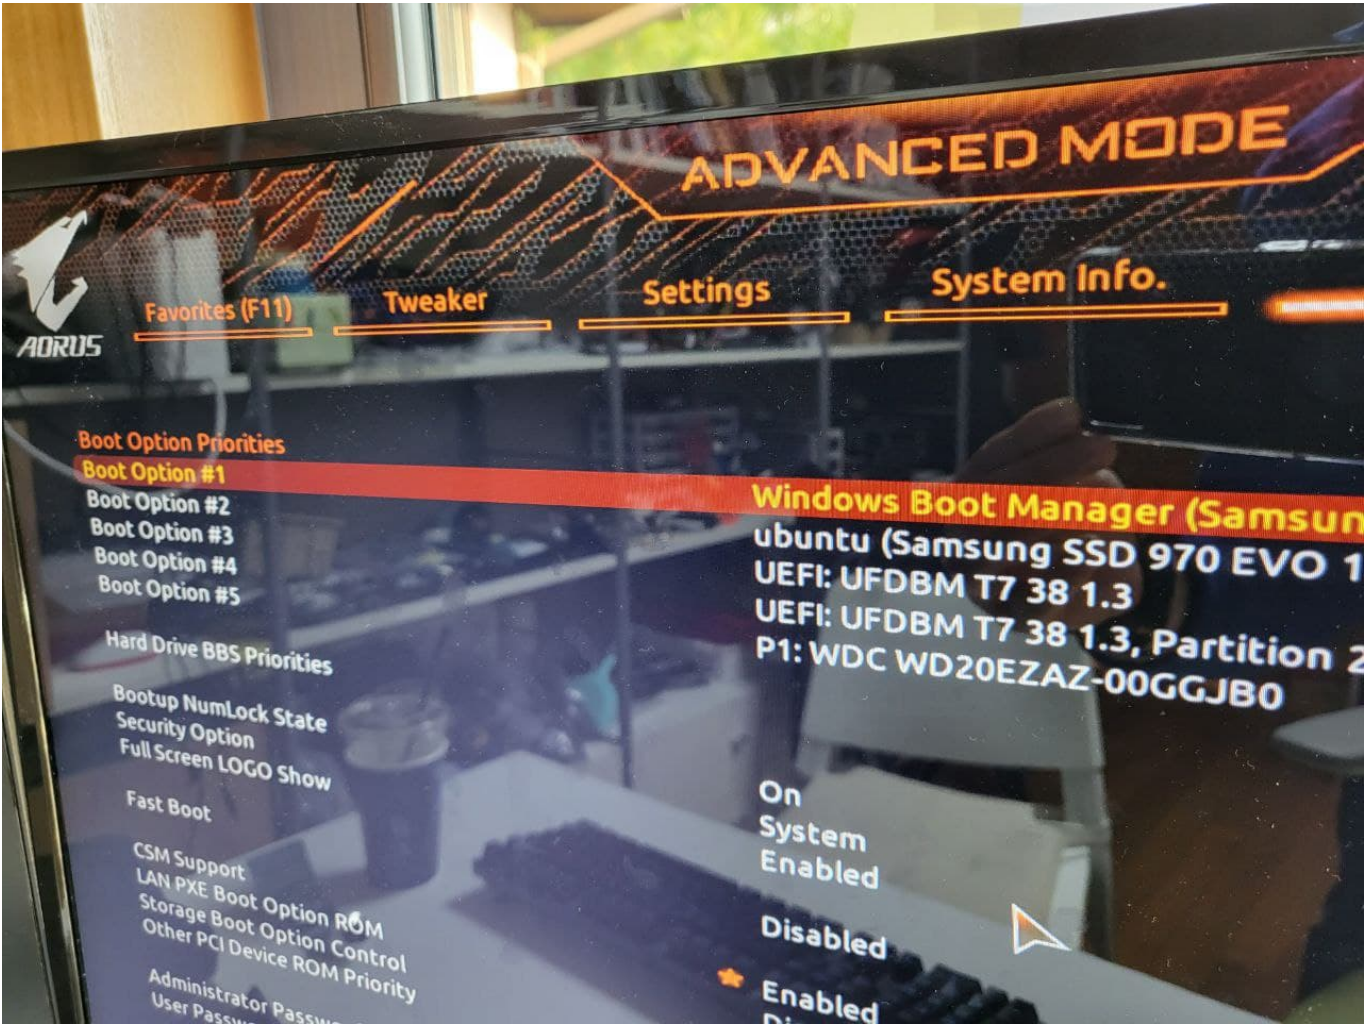 ADVANCED MODE
AORUS
Favorites (F11)
Tweaker
Settings
System Info.
Boot Option Priorities
Boot Option #1 Windows Boot Manager (Samsun
Boot Option #2 ubuntu (Samsung SSD 970 EVO 1
Boot Option #3 UEFI: UFDBM T7 38 1.3
Boot Option #4 UEFI: UFDBM T7 38 1.3, Partition 2
Boot Option #5 P1: WDC WD20EZAZ-00GGJB0
Hard Drive BBS Priorities
Bootup NumLock State On
Security Option System
Full Screen LOGO Show Enabled
Fast Boot Disabled
CSM Support Enabled
LAN PXE Boot Option ROM
Storage Boot Option Control
Other PCI Device ROM Priority
Administrator Passw
User Passw